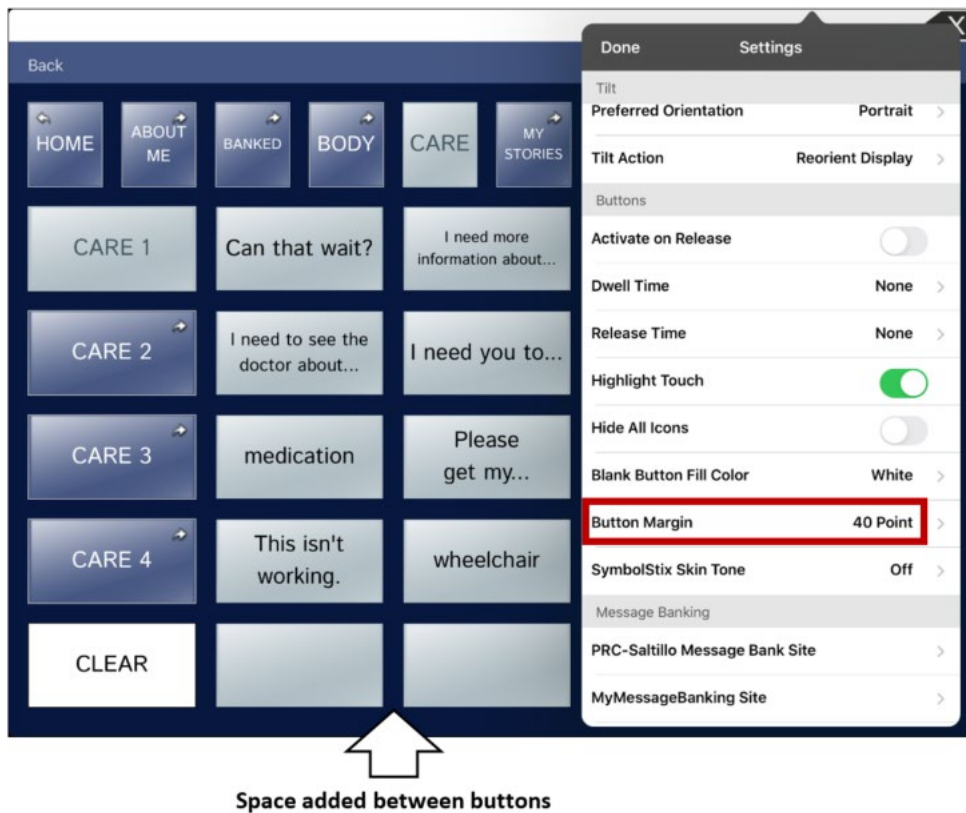 X
Back
HOME
ABOUT
ME
BANKED
BODY
CARE
MY
STORIES
CARE 1
Can that wait?
I need more
information about...
CARE 2
I need to see the
doctor about...
I need you to...
CARE 3
medication
Please
get my...
CARE 4
This isn't
working.
wheelchair
CLEAR
Done Settings
Tilt
Preferred Orientation Portrait
Tilt Action Reorient Display
Buttons
Activate on Release
Dwell Time None
Release Time None
Highlight Touch
Hide All Icons
Blank Button Fill Color White
Button Margin 40 Point
SymbolStix Skin Tone Off
Message Banking
PRC-Saltillo Message Bank Site
MyMessageBanking Site
Space added between buttons